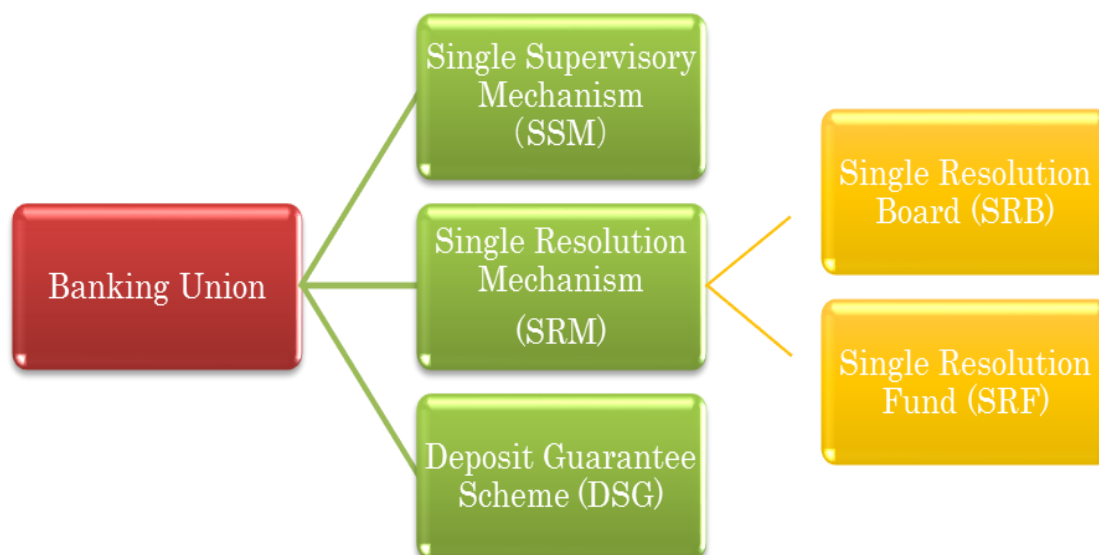 Single Supervisory
Mechanism
(SSM)
Banking Union
Single Resolution
Mechanism
(SRM)
Deposit Guarantee
Scheme (DSG)
Single Resolution
Board (SRB)
Single Resolution
Fund (SRF)